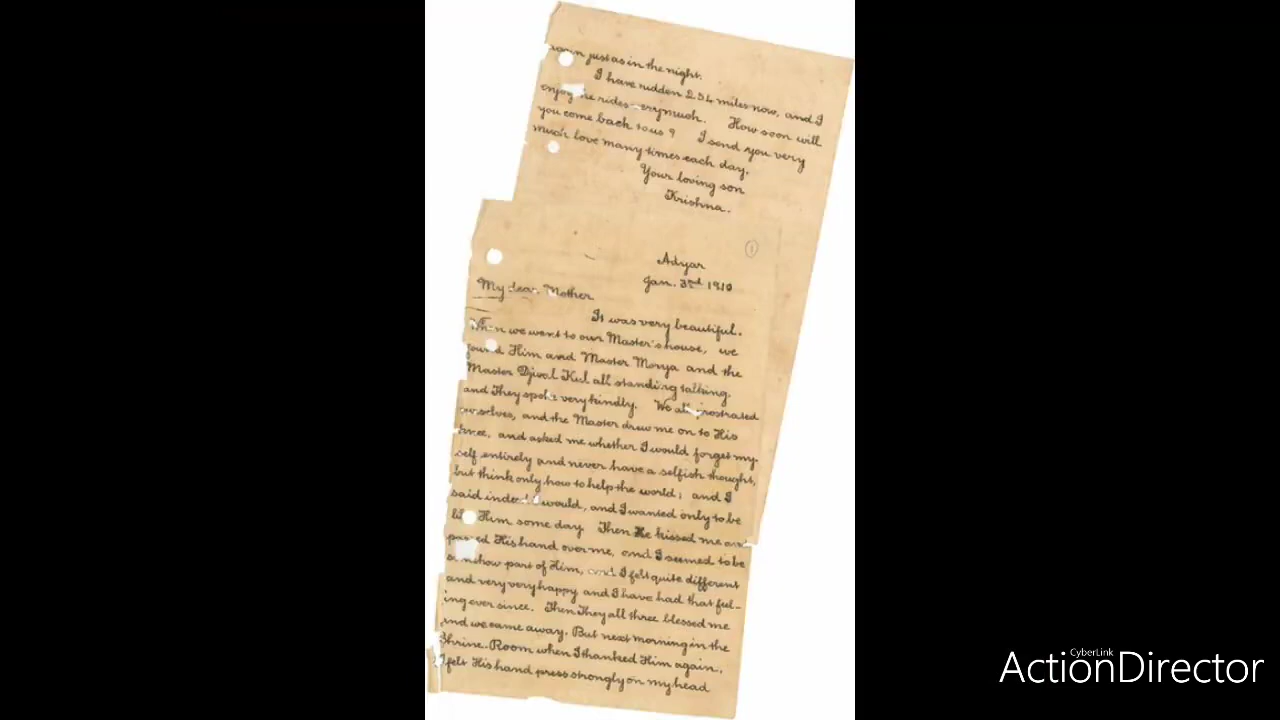 soon just as in the night.
I have ridden 254 miles now, and I
enjoy the rides very much. How soon will
you come back to us? I send you very
much love many times each day.
Your loving son
Krishna.
1
Adyar
Jan. 3rd 1910
My dear Mother
It was very beautiful.
When we went to our Master's house, we
found Him and Master Morya and the
Master Djwal Kul all standing talking,
and They spoke very kindly. We all prostrated
ourselves, and the Master drew me on to His
knee, and asked me whether I would forget my-
self entirely and never have a selfish thought,
but think only how to help the world; and I
said indeed I would, and I wanted only to be
like Him some day. Then He kissed me and
passed His hand over me, and I seemed to be
somehow part of Him, and I felt quite different
and very very happy and I have had that feel-
ing ever since. Then They all three blessed me
and we came away. But next morning in the
Shrine-Room when I thanked Him again,
I felt His hand press strongly on my head
CyberLink
ActionDirector